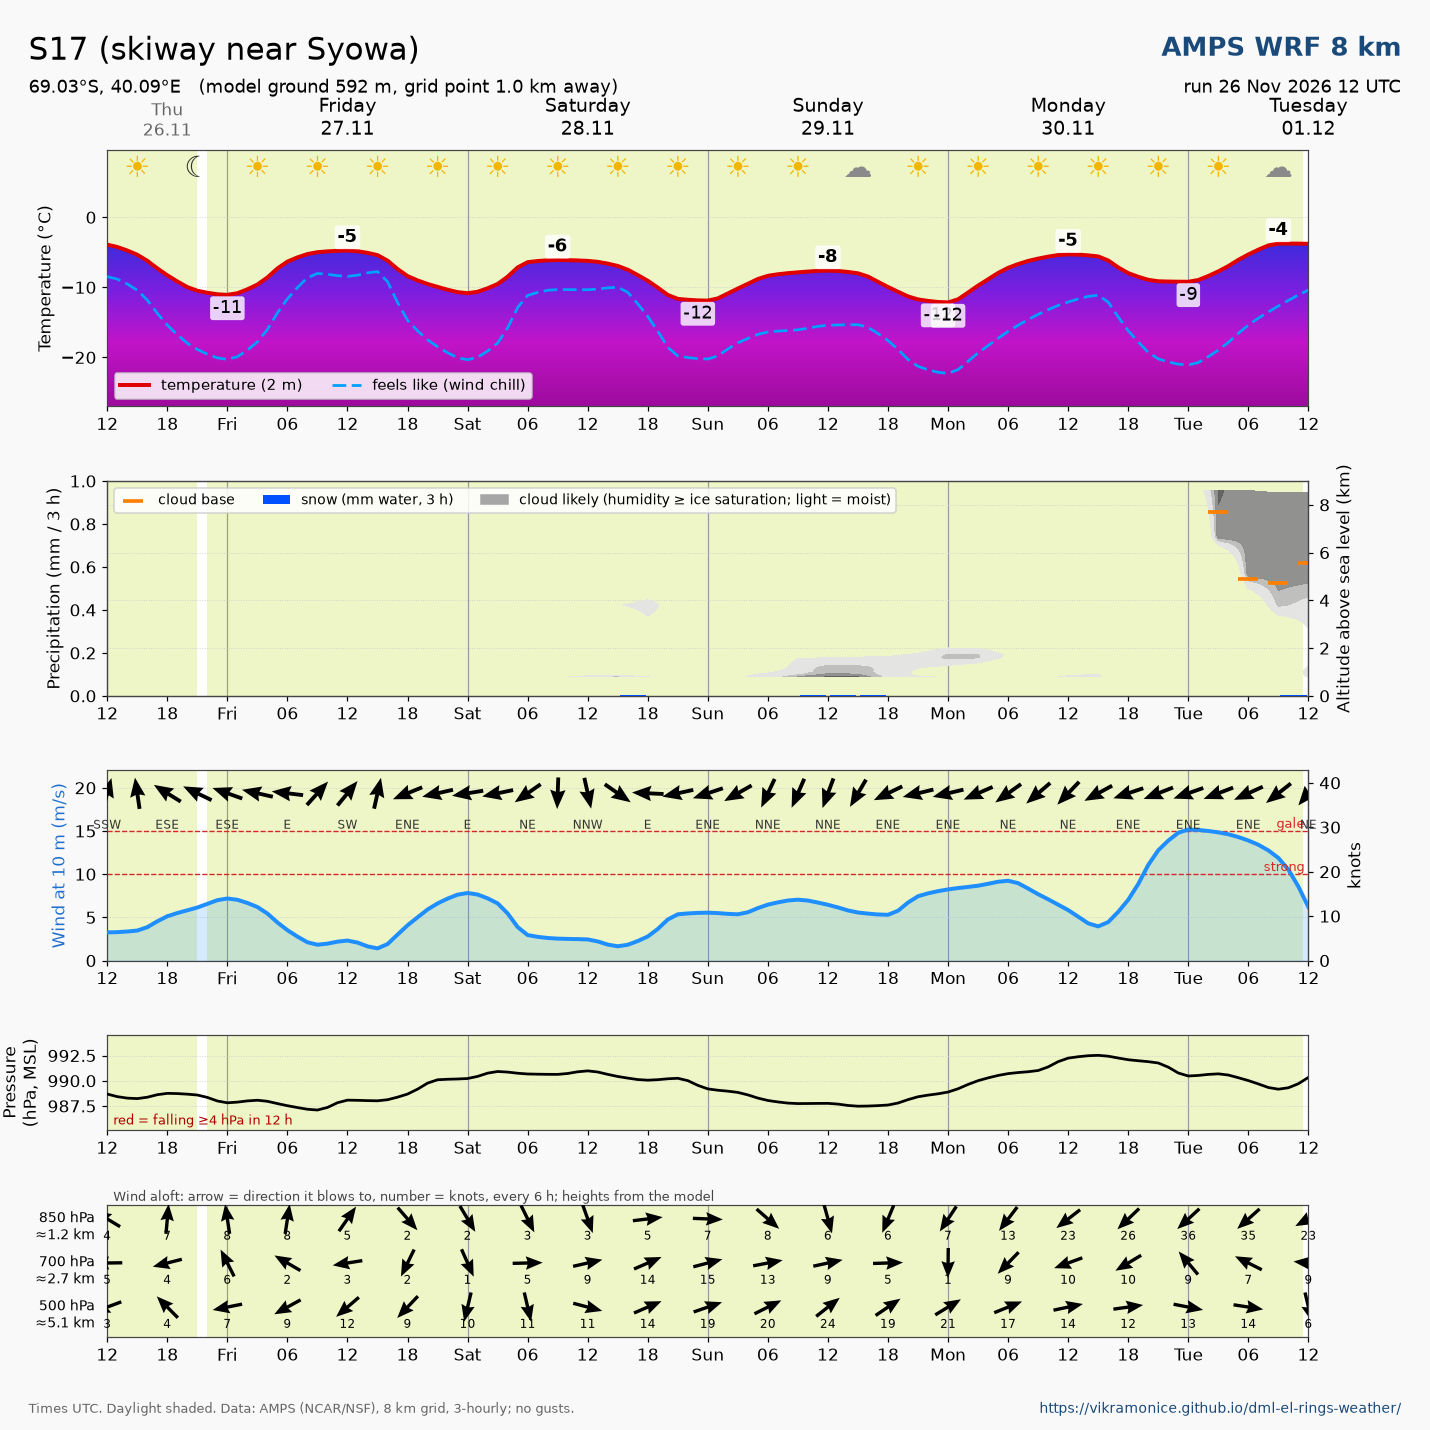 S17 (skiway near Syowa)
AMPS WRF 8 km
69.03°S, 40.09°E (model ground 592 m, grid point 1.0 km away)
run 26 Nov 2026 12 UTC
Thu Friday Saturday Sunday Monday Tuesday
26.11 27.11 28.11 29.11 30.11 01.12
Temperature (°C)
0
−10
−20
-5 -6 -8 -5 -4
-11 -12 -12 -9
temperature (2 m) feels like (wind chill)
12 18 Fri 06 12 18 Sat 06 12 18 Sun 06 12 18 Mon 06 12 18 Tue 06 12
Precipitation (mm / 3 h)
1.0
0.8
0.6
0.4
0.2
0.0
cloud base snow (mm water, 3 h) cloud likely (humidity ≥ ice saturation; light = moist)
8
6
4
2
0
Altitude above sea level (km)
12 18 Fri 06 12 18 Sat 06 12 18 Sun 06 12 18 Mon 06 12 18 Tue 06 12
Wind at 10 m (m/s)
20
15
10
5
0
SSW ESE ESE E SW ENE E NE NNW E ENE NNE NNE ENE ENE NE NE ENE ENE ENE NE
gale
strong
40
30
20
10
0
knots
12 18 Fri 06 12 18 Sat 06 12 18 Sun 06 12 18 Mon 06 12 18 Tue 06 12
Pressure
(hPa, MSL)
992.5
990.0
987.5
red = falling ≥4 hPa in 12 h
12 18 Fri 06 12 18 Sat 06 12 18 Sun 06 12 18 Mon 06 12 18 Tue 06 12
Wind aloft: arrow = direction it blows to, number = knots, every 6 h; heights from the model
850 hPa
≈1.2 km 4 7 8 8 5 2 2 3 3 5 7 8 6 6 7 13 23 26 36 35 23
700 hPa
≈2.7 km 5 4 6 2 3 2 1 5 9 14 15 13 9 5 1 9 10 10 9 7 9
500 hPa
≈5.1 km 3 4 7 9 12 9 10 11 11 14 19 20 24 19 21 17 14 12 13 14 6
12 18 Fri 06 12 18 Sat 06 12 18 Sun 06 12 18 Mon 06 12 18 Tue 06 12
Times UTC. Daylight shaded. Data: AMPS (NCAR/NSF), 8 km grid, 3-hourly; no gusts.
https://vikramonice.github.io/dml-el-rings-weather/